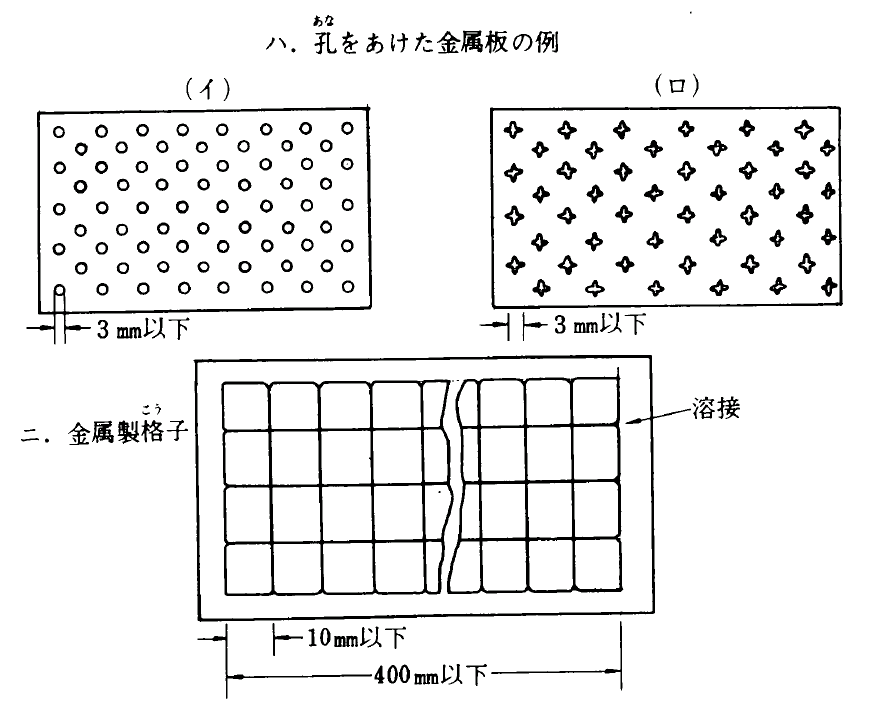 ハ．孔をあけた金属板の例
あな
（イ）
（ロ）
3mm以下
3mm以下
ニ．金属製格子
こう
溶接
10mm以下
400mm以下